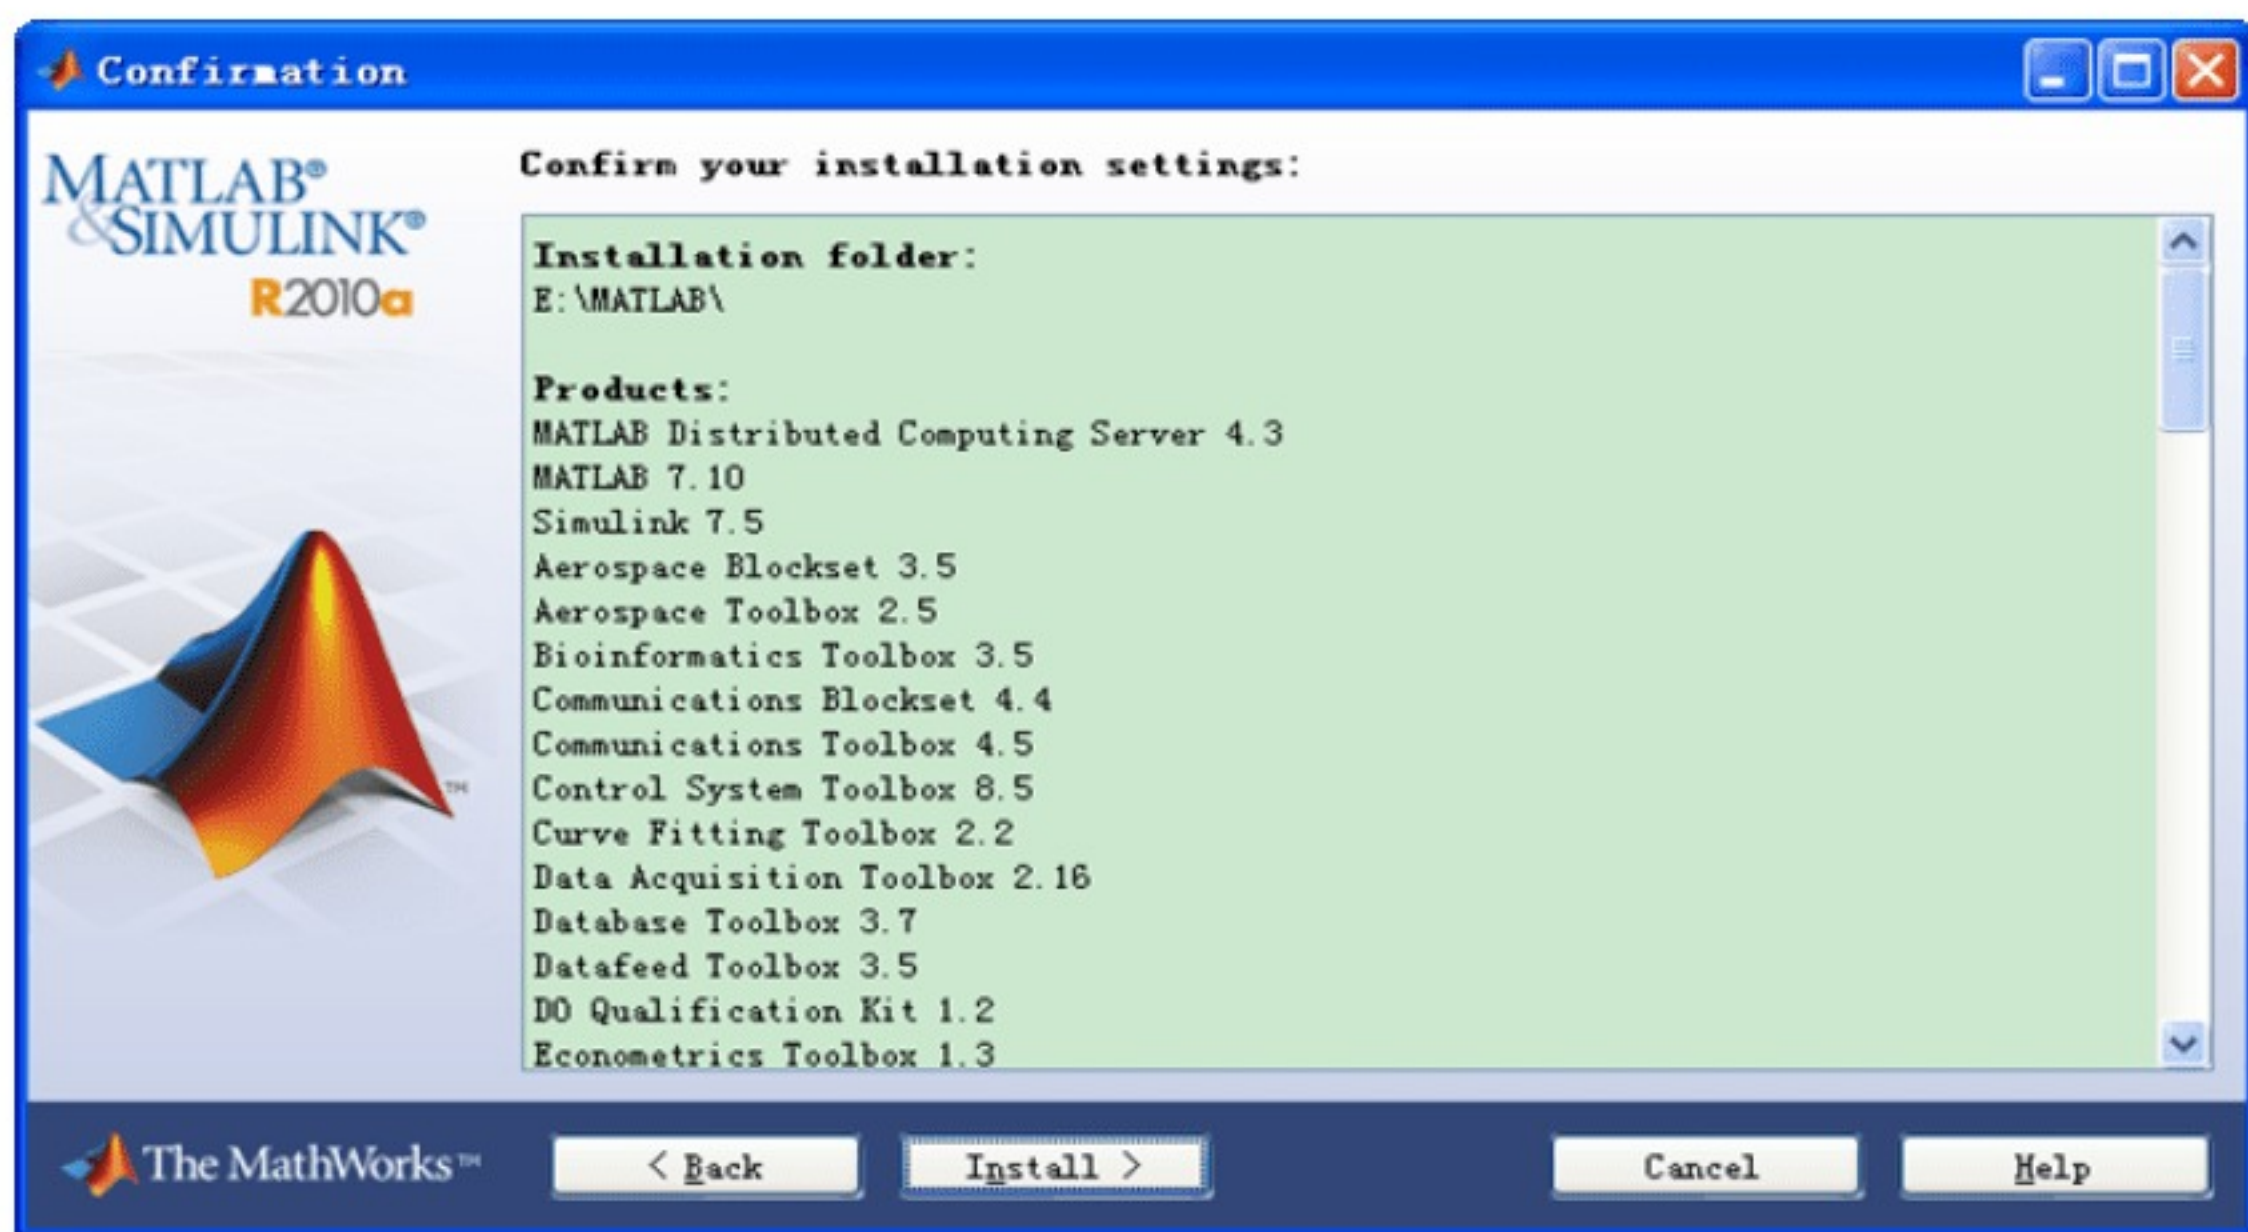 Confirmation
MATLAB®
&SIMULINK®
R2010a
Confirm your installation settings:
Installation folder:
E:\MATLAB\
Products:
MATLAB Distributed Computing Server 4.3
MATLAB 7.10
Simulink 7.5
Aerospace Blockset 3.5
Aerospace Toolbox 2.5
Bioinformatics Toolbox 3.5
Communications Blockset 4.4
Communications Toolbox 4.5
Control System Toolbox 8.5
Curve Fitting Toolbox 2.2
Data Acquisition Toolbox 2.16
Database Toolbox 3.7
Datafeed Toolbox 3.5
DO Qualification Kit 1.2
Econometrics Toolbox 1.3
TM
The MathWorks™
< Back
Install >
Cancel
Help